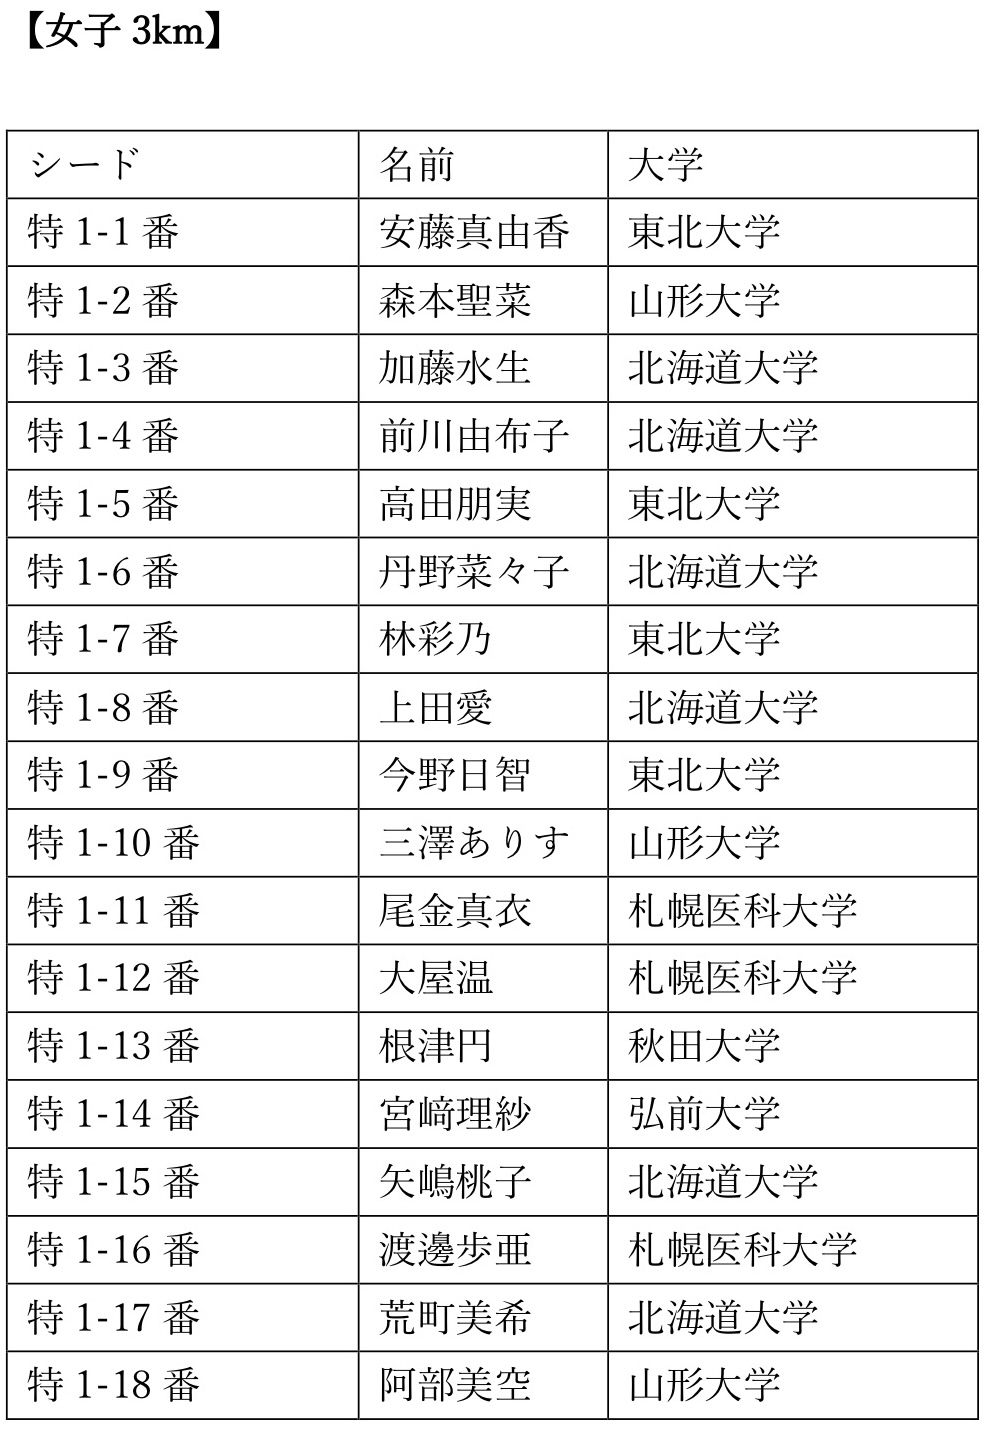 【女子 3km】
シード 名前 大学
特 1-1 番 安藤真由香 東北大学
特 1-2 番 森本聖菜 山形大学
特 1-3 番 加藤水生 北海道大学
特 1-4 番 前川由布子 北海道大学
特 1-5 番 高田朋実 東北大学
特 1-6 番 丹野菜々子 北海道大学
特 1-7 番 林彩乃 東北大学
特 1-8 番 上田愛 北海道大学
特 1-9 番 今野日智 東北大学
特 1-10 番 三澤ありす 山形大学
特 1-11 番 尾金真衣 札幌医科大学
特 1-12 番 大屋温 札幌医科大学
特 1-13 番 根津円 秋田大学
特 1-14 番 宮﨑理紗 弘前大学
特 1-15 番 矢嶋桃子 北海道大学
特 1-16 番 渡邊歩亜 札幌医科大学
特 1-17 番 荒町美希 北海道大学
特 1-18 番 阿部美空 山形大学